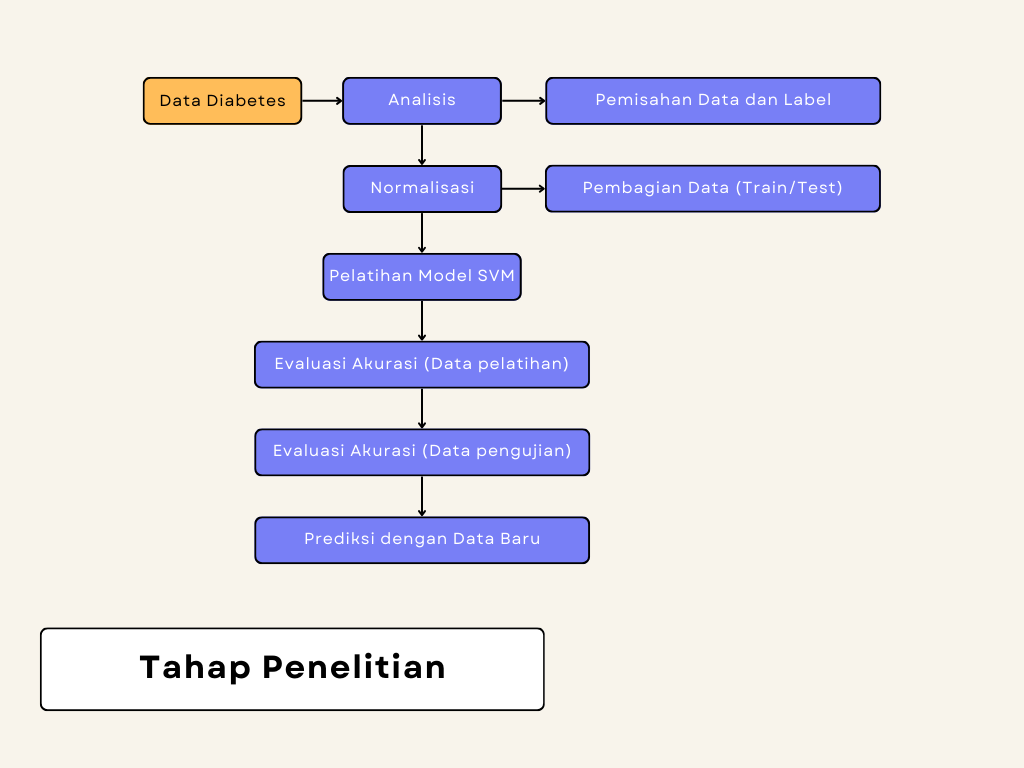 Data Diabetes
Analisis
Pemisahan Data dan Label
Normalisasi
Pembagian Data (Train/Test)
Pelatihan Model SVM
Evaluasi Akurasi (Data pelatihan)
Evaluasi Akurasi (Data pengujian)
Prediksi dengan Data Baru
Tahap Penelitian